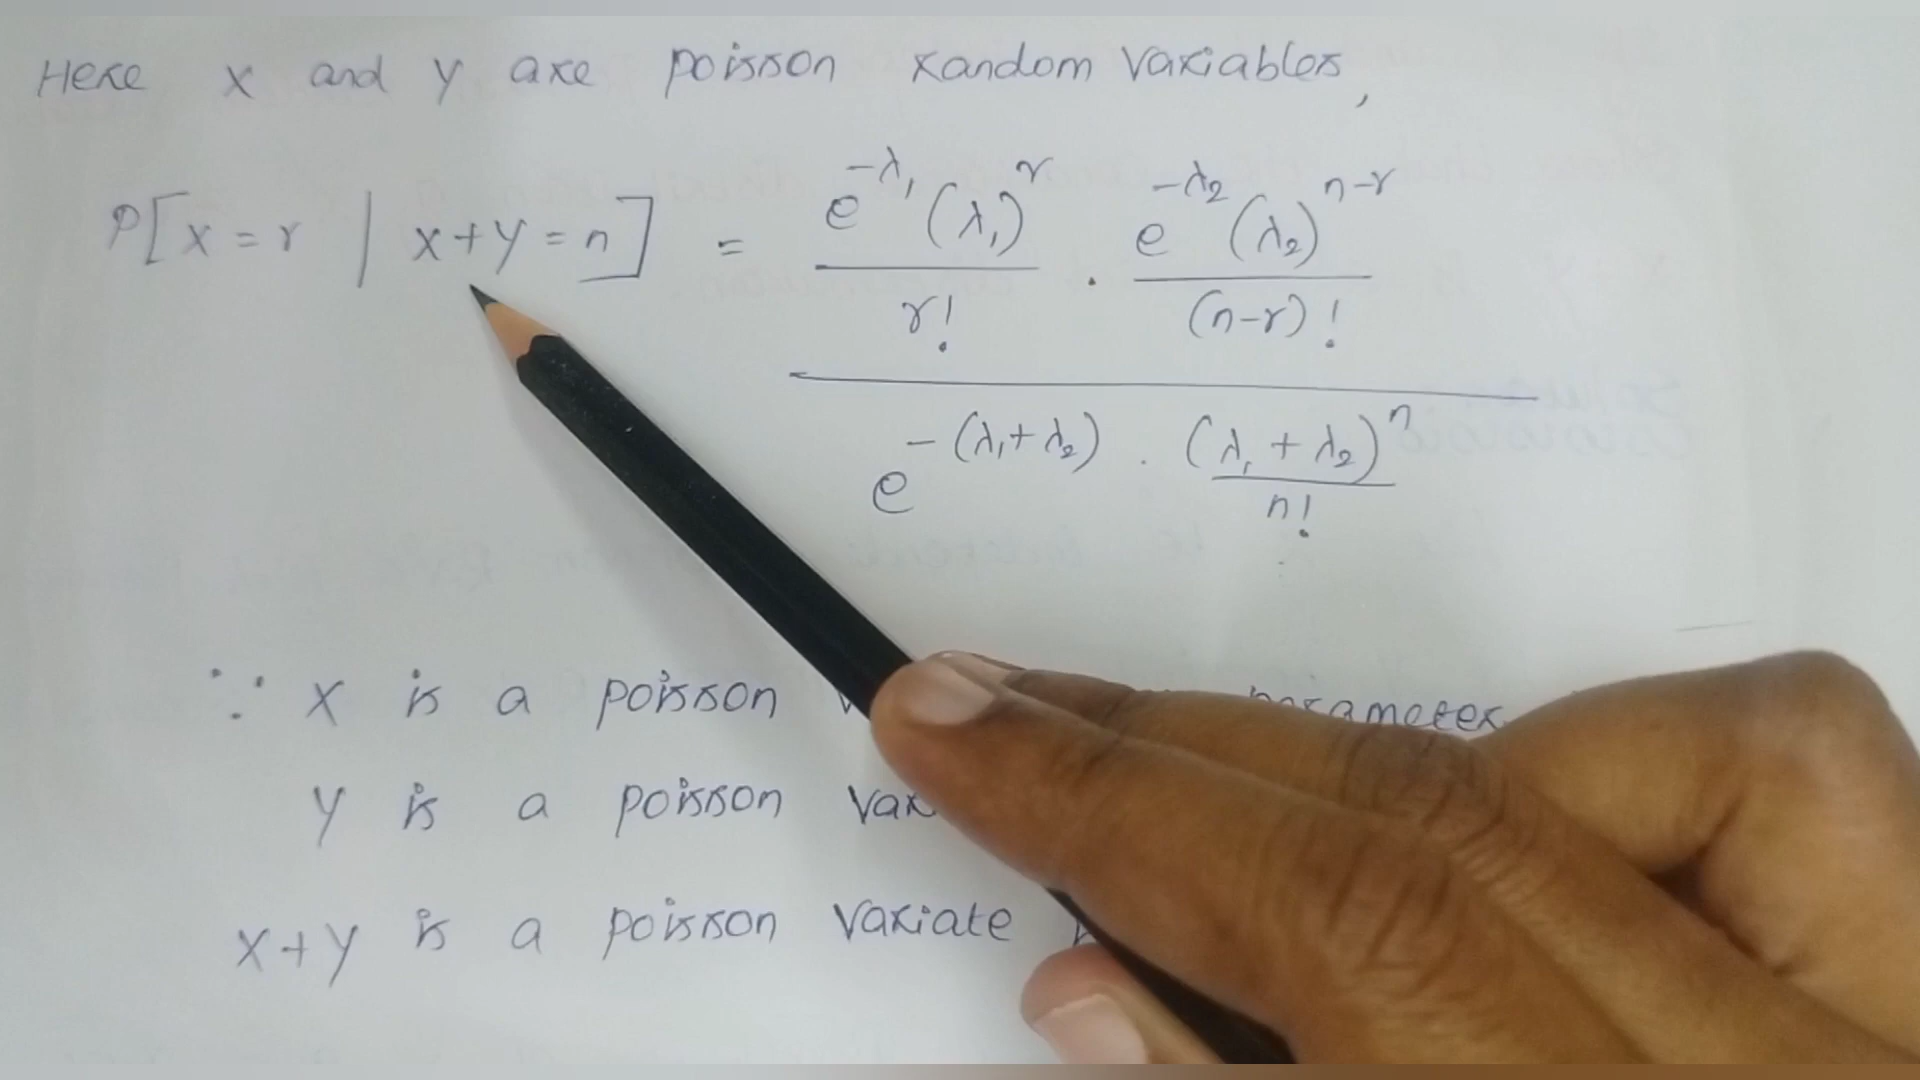 Here X and Y are poisson random variables,
P[X = r | X+Y = n] = e^{-λ₁} (λ₁)^r / r! . e^{-λ₂} (λ₂)^{n-r} / (n-r)!
e^{-(λ₁+λ₂)} . (λ₁+λ₂)^n / n!
∵ X is a poisson parameter
Y is a poisson
X+Y is a poisson variate